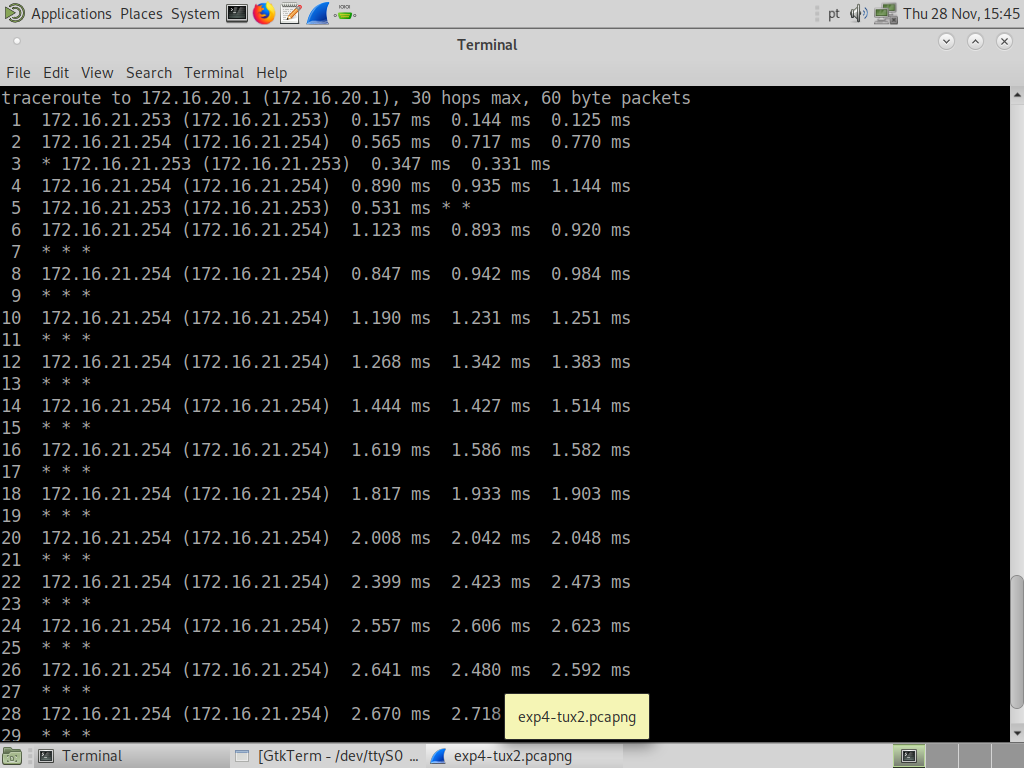 Applications Places System pt Thu 28 Nov, 15:45
Terminal
File Edit View Search Terminal Help
traceroute to 172.16.20.1 (172.16.20.1), 30 hops max, 60 byte packets
1 172.16.21.253 (172.16.21.253) 0.157 ms 0.144 ms 0.125 ms
2 172.16.21.254 (172.16.21.254) 0.565 ms 0.717 ms 0.770 ms
3 * 172.16.21.253 (172.16.21.253) 0.347 ms 0.331 ms
4 172.16.21.254 (172.16.21.254) 0.890 ms 0.935 ms 1.144 ms
5 172.16.21.253 (172.16.21.253) 0.531 ms * *
6 172.16.21.254 (172.16.21.254) 1.123 ms 0.893 ms 0.920 ms
7 * * *
8 172.16.21.254 (172.16.21.254) 0.847 ms 0.942 ms 0.984 ms
9 * * *
10 172.16.21.254 (172.16.21.254) 1.190 ms 1.231 ms 1.251 ms
11 * * *
12 172.16.21.254 (172.16.21.254) 1.268 ms 1.342 ms 1.383 ms
13 * * *
14 172.16.21.254 (172.16.21.254) 1.444 ms 1.427 ms 1.514 ms
15 * * *
16 172.16.21.254 (172.16.21.254) 1.619 ms 1.586 ms 1.582 ms
17 * * *
18 172.16.21.254 (172.16.21.254) 1.817 ms 1.933 ms 1.903 ms
19 * * *
20 172.16.21.254 (172.16.21.254) 2.008 ms 2.042 ms 2.048 ms
21 * * *
22 172.16.21.254 (172.16.21.254) 2.399 ms 2.423 ms 2.473 ms
23 * * *
24 172.16.21.254 (172.16.21.254) 2.557 ms 2.606 ms 2.623 ms
25 * * *
26 172.16.21.254 (172.16.21.254) 2.641 ms 2.480 ms 2.592 ms
27 * * *
28 172.16.21.254 (172.16.21.254) 2.670 ms 2.718
exp4-tux2.pcapng
29 * * *
Terminal [GtkTerm - /dev/ttyS0 ... exp4-tux2.pcapng